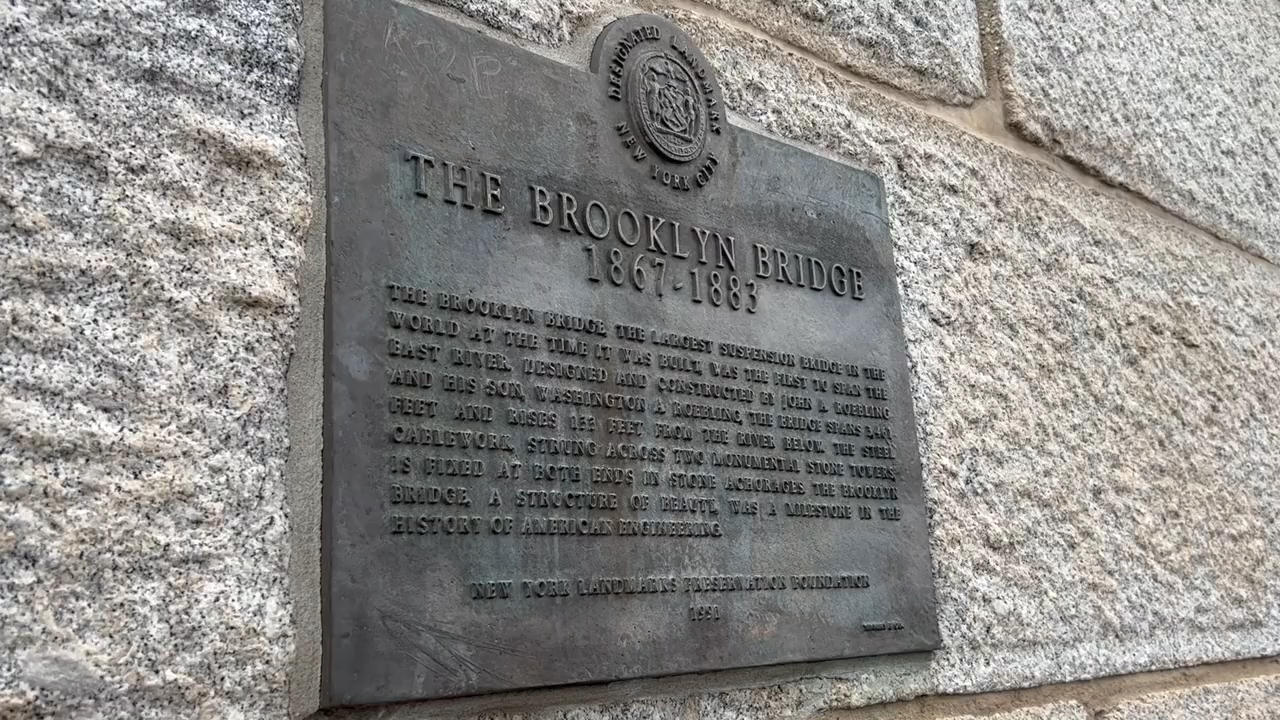 DESIGNATED LANDMARK
NEW YORK CITY
THE BROOKLYN BRIDGE
1867-1883
THE BROOKLYN BRIDGE, THE LARGEST SUSPENSION BRIDGE IN THE
WORLD AT THE TIME IT WAS BUILT, WAS THE FIRST TO SPAN THE
EAST RIVER. DESIGNED AND CONSTRUCTED BY JOHN A. ROEBLING
AND HIS SON, WASHINGTON A. ROEBLING, THE BRIDGE SPANS
FEET AND RISES 133 FEET FROM THE RIVER BELOW. THE STEEL
CABLEWORK, STRUNG ACROSS TWO MONUMENTAL STONE TOWERS,
IS FIXED AT BOTH ENDS IN STONE ACHORAGES. THE BROOKLYN
BRIDGE, A STRUCTURE OF BEAUTY, WAS A MILESTONE IN THE
HISTORY OF AMERICAN ENGINEERING.
NEW YORK LANDMARKS PRESERVATION FOUNDATION
1991